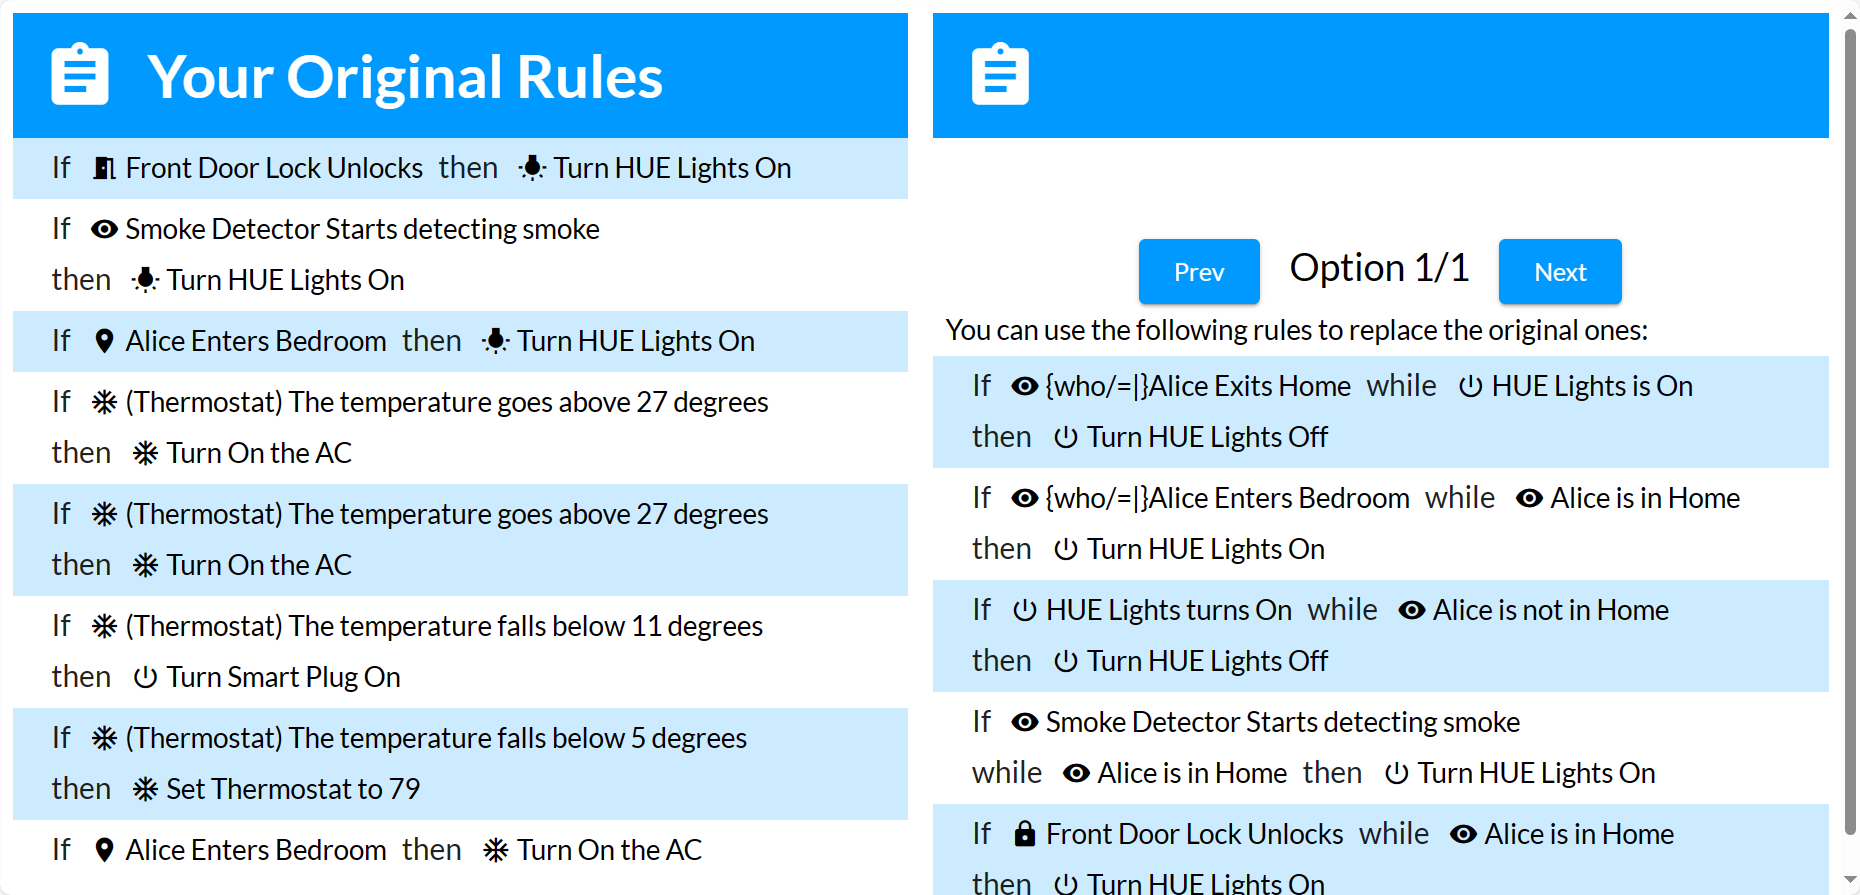 Your Original Rules
If Front Door Lock Unlocks then Turn HUE Lights On
If Smoke Detector Starts detecting smoke
then Turn HUE Lights On
If Alice Enters Bedroom then Turn HUE Lights On
If (Thermostat) The temperature goes above 27 degrees
then Turn On the AC
If (Thermostat) The temperature goes above 27 degrees
then Turn On the AC
If (Thermostat) The temperature falls below 11 degrees
then Turn Smart Plug On
If (Thermostat) The temperature falls below 5 degrees
then Set Thermostat to 79
If Alice Enters Bedroom then Turn On the AC
Prev Option 1/1 Next
You can use the following rules to replace the original ones:
If {who/=|}Alice Exits Home while HUE Lights is On
then Turn HUE Lights Off
If {who/=|}Alice Enters Bedroom while Alice is in Home
then Turn HUE Lights On
If HUE Lights turns On while Alice is not in Home
then Turn HUE Lights Off
If Smoke Detector Starts detecting smoke
while Alice is in Home then Turn HUE Lights On
If Front Door Lock Unlocks while Alice is in Home
then Turn HUE Lights On